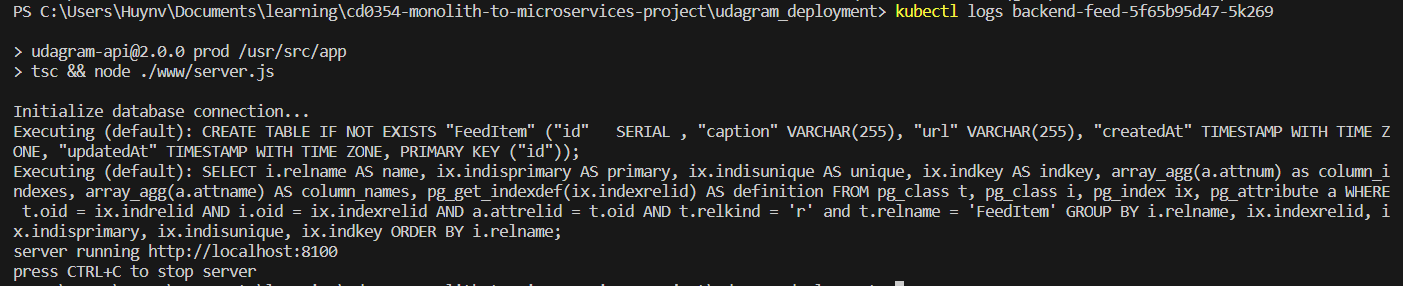 PS C:\Users\Huynv\Documents\learning\cd0354-monolith-to-microservices-project\udagram_deployment> kubectl logs backend-feed-5f65b95d47-5k269
> udagram-api@2.0.0 prod /usr/src/app
> tsc && node ./www/server.js
Initialize database connection...
Executing (default): CREATE TABLE IF NOT EXISTS "FeedItem" ("id"   SERIAL , "caption" VARCHAR(255), "url" VARCHAR(255), "createdAt" TIMESTAMP WITH TIME Z
ONE, "updatedAt" TIMESTAMP WITH TIME ZONE, PRIMARY KEY ("id"));
Executing (default): SELECT i.relname AS name, ix.indisprimary AS primary, ix.indisunique AS unique, ix.indkey AS indkey, array_agg(a.attnum) as column_i
ndexes, array_agg(a.attname) AS column_names, pg_get_indexdef(ix.indexrelid) AS definition FROM pg_class t, pg_class i, pg_index ix, pg_attribute a WHERE
 t.oid = ix.indrelid AND i.oid = ix.indexrelid AND a.attrelid = t.oid AND t.relkind = 'r' and t.relname = 'FeedItem' GROUP BY i.relname, ix.indexrelid, i
x.indisprimary, ix.indisunique, ix.indkey ORDER BY i.relname;
server running http://localhost:8100
press CTRL+C to stop server